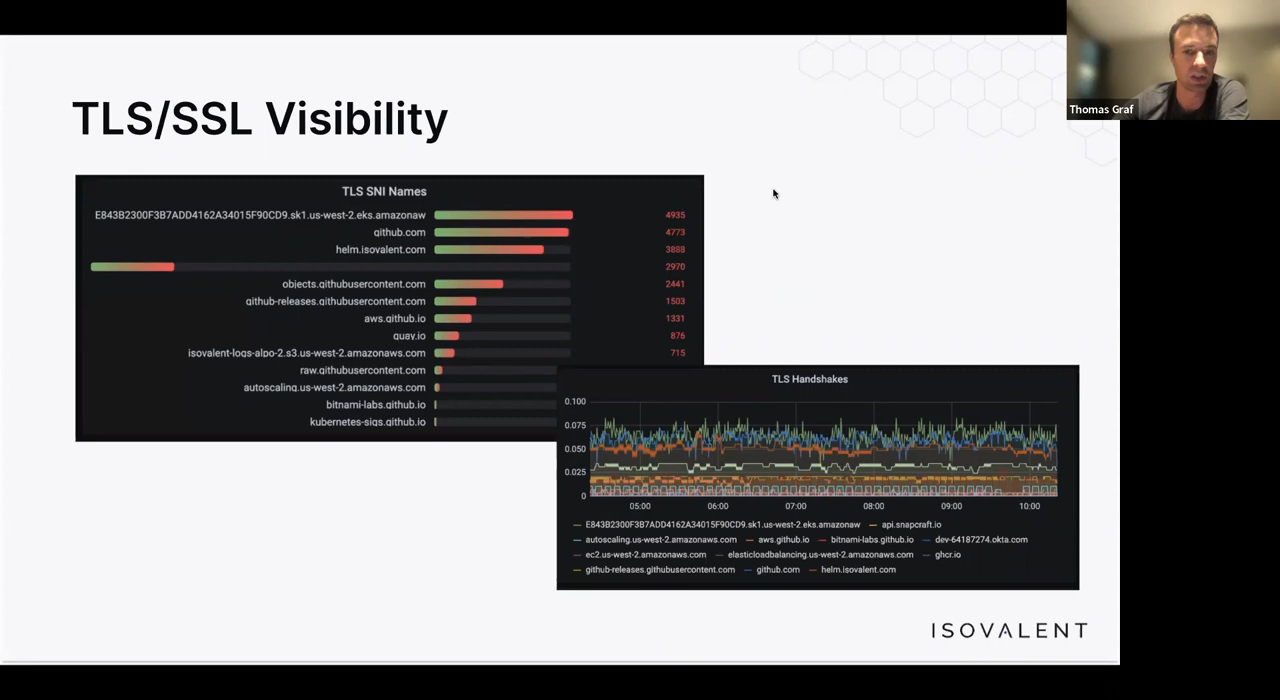 Thomas Graf
TLS/SSL Visibility
TLS SNI Names
E843B2300F3B7ADD4162A34015F90CD9.sk1.us-west-2.eks.amazonaw 4935
github.com 4773
helm.isovalent.com 3888
2970
objects.githubusercontent.com 2441
github-releases.githubusercontent.com 1503
aws.github.io 1331
quay.io 876
isovalent-logs-alpo-2.s3.us-west-2.amazonaws.com 715
raw.githubusercontent.com
autoscaling.us-west-2.amazonaws.com
bitnami-labs.github.io
kubernetes-sigs.github.io
TLS Handshakes
0.100
0.075
0.050
0.025
0
05:00 06:00 07:00 08:00 09:00 10:00
E843B2300F3B7ADD4162A34015F90CD9.sk1.us-west-2.eks.amazonaw api.snapcraft.io
autoscaling.us-west-2.amazonaws.com aws.github.io bitnami-labs.github.io dev-64187274.okta.com
ec2.us-west-2.amazonaws.com elasticloadbalancing.us-west-2.amazonaws.com ghcr.io
github-releases.githubusercontent.com github.com helm.isovalent.com
ISOVALENT